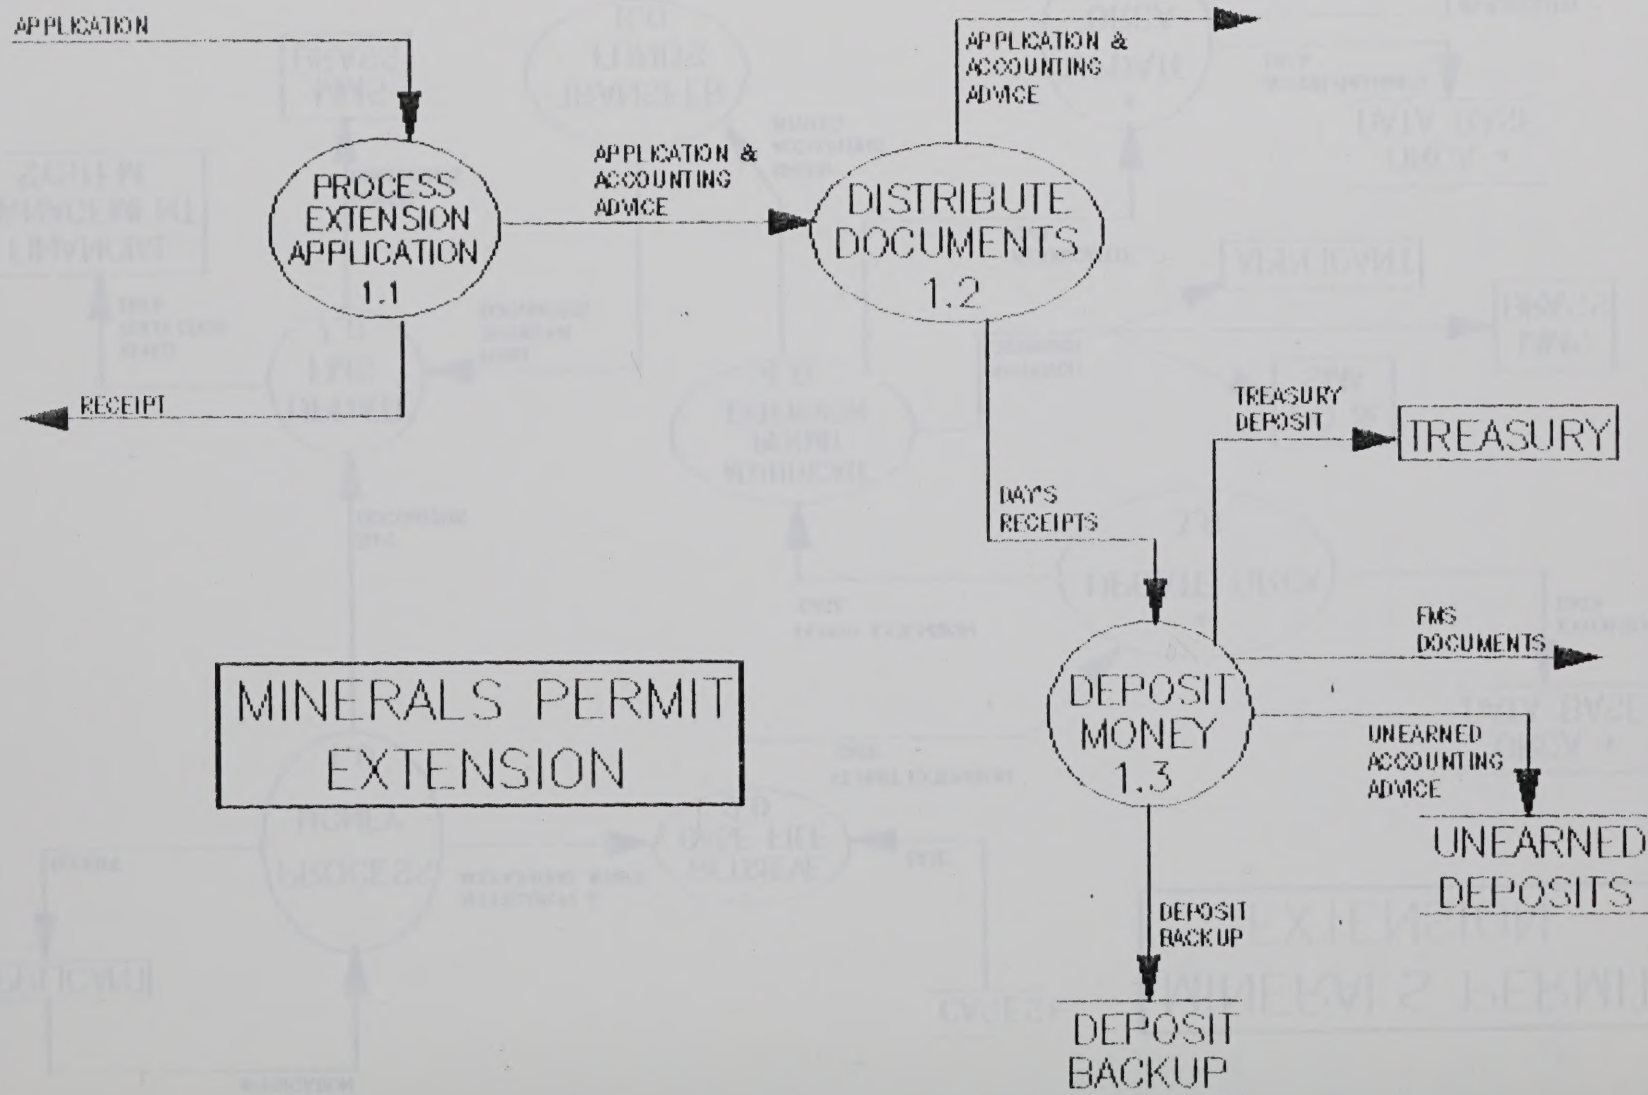 APPLICATION
PROCESS
EXTENSION
APPLICATION
1.1
RECEIPT
APPLICATION &
ACCOUNTING
ADVICE
DISTRIBUTE
DOCUMENTS
1.2
APPLICATION &
ACCOUNTING
ADVICE
DAY'S
RECEIPTS
TREASURY
DEPOSIT
TREASURY
FMS
DOCUMENTS
DEPOSIT
MONEY
1.3
UNEARNED
ACCOUNTING
ADVICE
UNEARNED
DEPOSITS
DEPOSIT
BACKUP
DEPOSIT
BACKUP
MINERALS PERMIT
EXTENSION